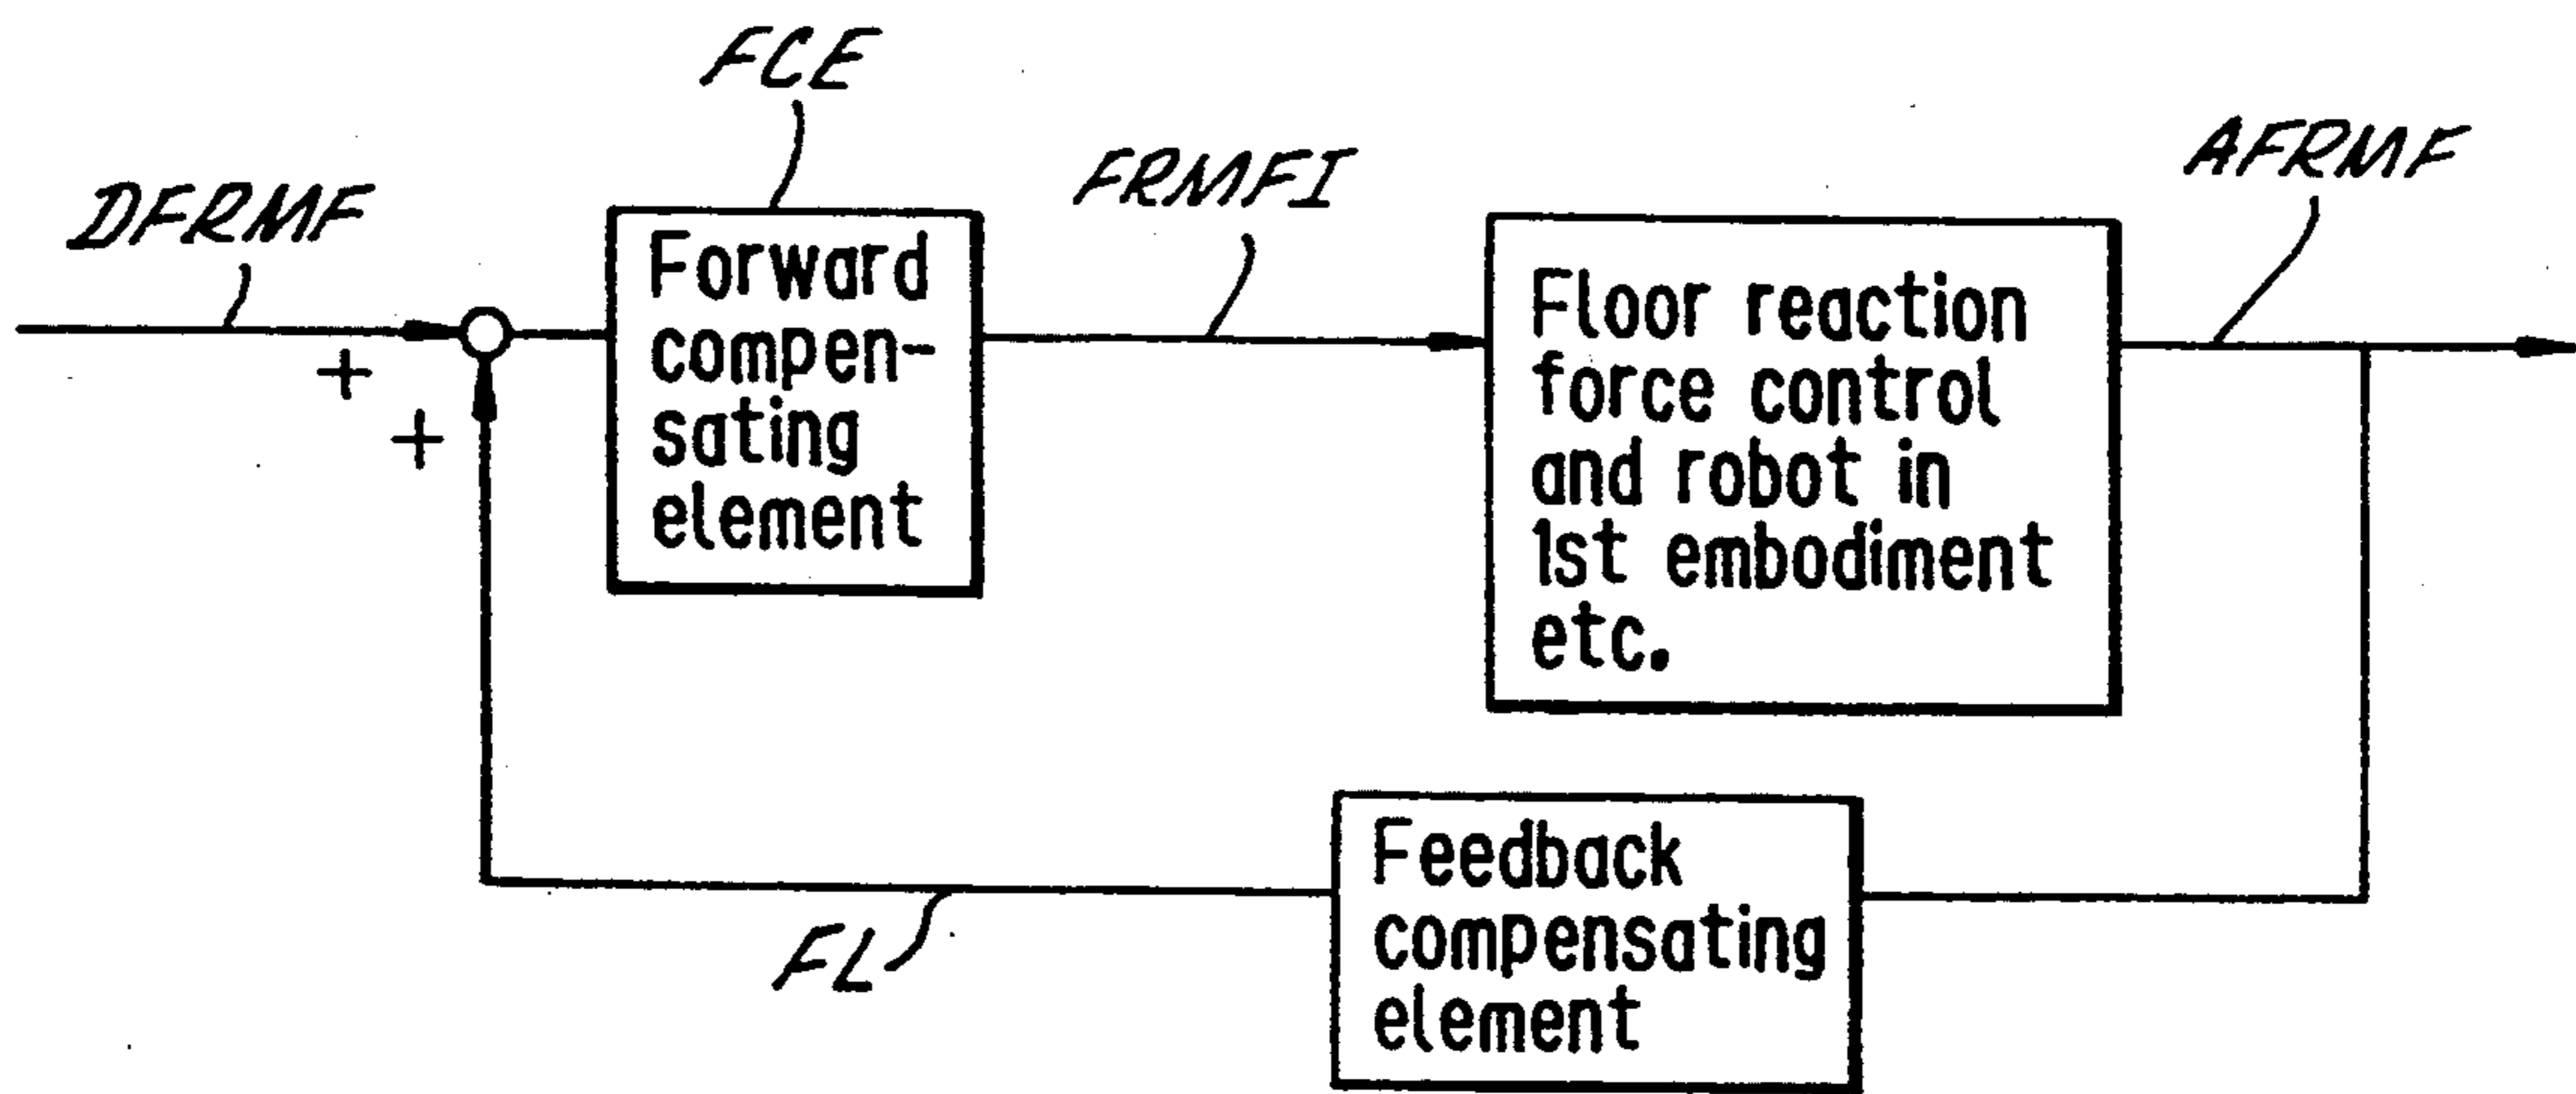 FCE
DFRMF
FRMFI
AFRMF
Forward
compen-
sating
element
Floor reaction
force control
and robot in
1st embodiment
etc.
+
+
Feedback
compensating
element
FL